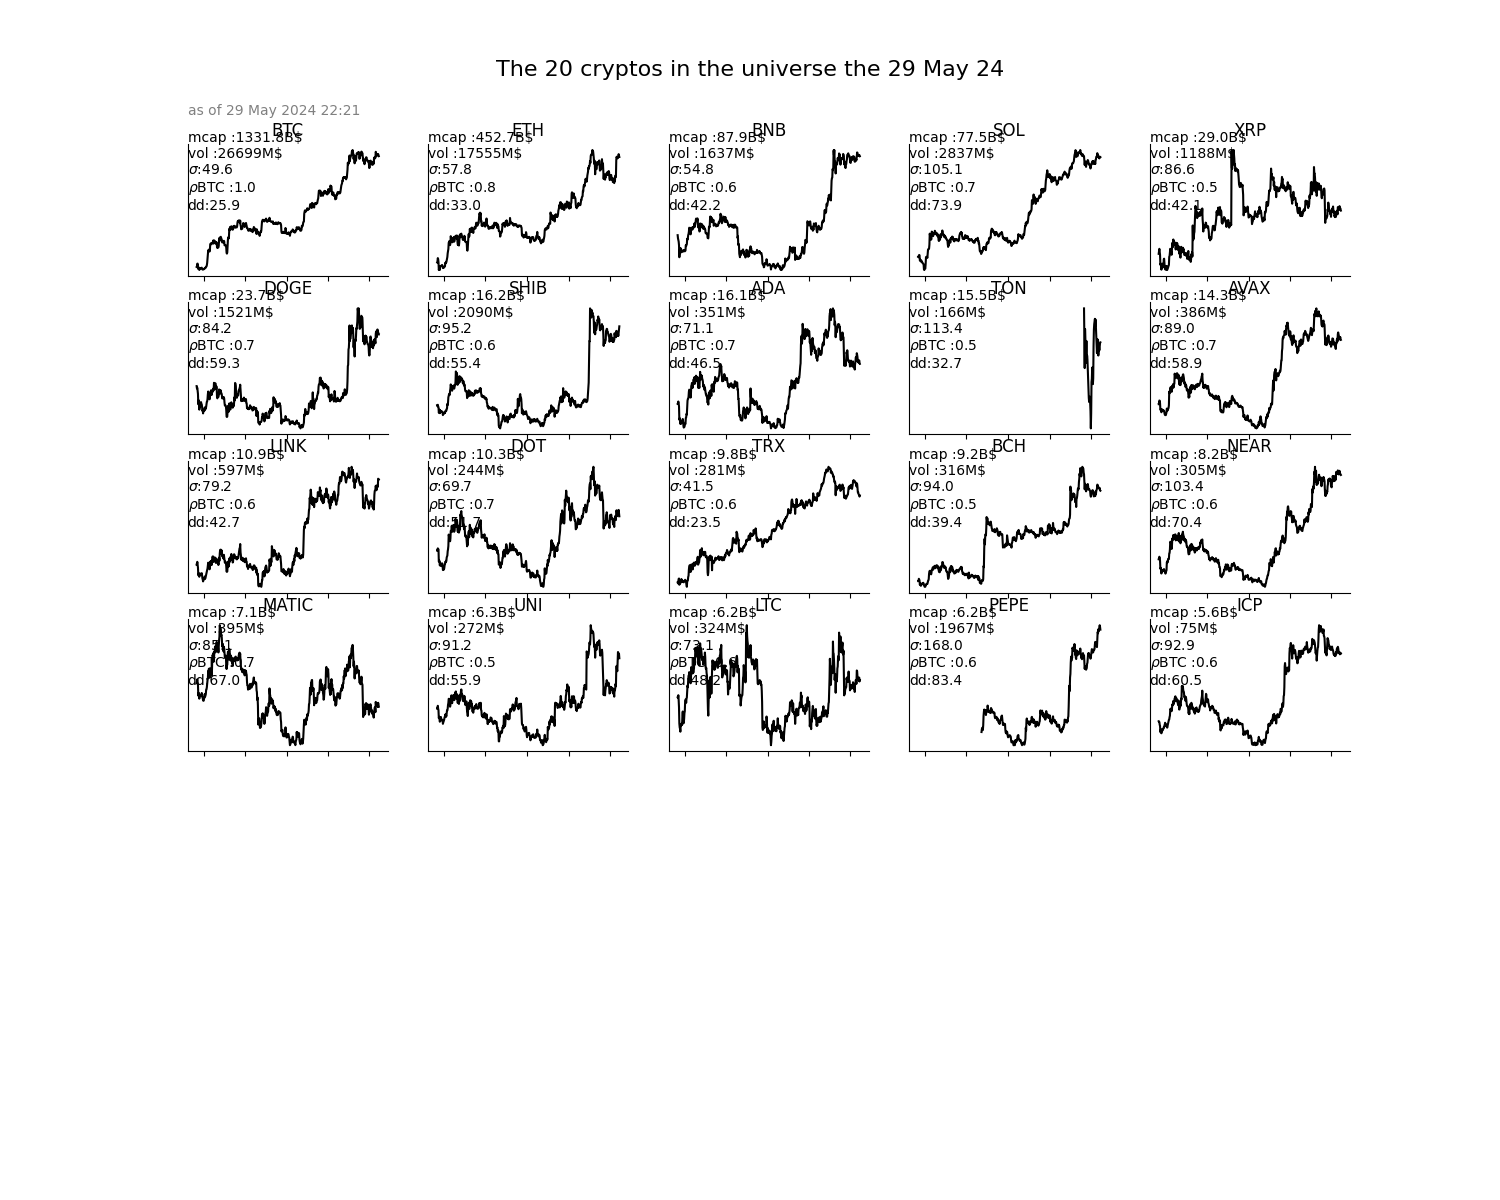 The 20 cryptos in the universe the 29 May 24
as of 29 May 2024 22:21
BTC
mcap :1331.8B$
vol :26699M$
σ:49.6
ρBTC :1.0
dd:25.9
ETH
mcap :452.7B$
vol :17555M$
σ:57.8
ρBTC :0.8
dd:33.0
BNB
mcap :87.9B$
vol :1637M$
σ:54.8
ρBTC :0.6
dd:42.2
SOL
mcap :77.5B$
vol :2837M$
σ:105.1
ρBTC :0.7
dd:73.9
XRP
mcap :29.0B$
vol :1188M$
σ:86.6
ρBTC :0.5
dd:42.1
DOGE
mcap :23.7B$
vol :1521M$
σ:84.2
ρBTC :0.7
dd:59.3
SHIB
mcap :16.2B$
vol :2090M$
σ:95.2
ρBTC :0.6
dd:55.4
ADA
mcap :16.1B$
vol :351M$
σ:71.1
ρBTC :0.7
dd:46.5
TON
mcap :15.5B$
vol :166M$
σ:113.4
ρBTC :0.5
dd:32.7
AVAX
mcap :14.3B$
vol :386M$
σ:89.0
ρBTC :0.7
dd:58.9
LINK
mcap :10.9B$
vol :597M$
σ:79.2
ρBTC :0.6
dd:42.7
DOT
mcap :10.3B$
vol :244M$
σ:69.7
ρBTC :0.7
TRX
mcap :9.8B$
vol :281M$
σ:41.5
ρBTC :0.6
dd:23.5
BCH
mcap :9.2B$
vol :316M$
σ:94.0
ρBTC :0.5
dd:39.4
NEAR
mcap :8.2B$
vol :305M$
σ:103.4
ρBTC :0.6
dd:70.4
MATIC
mcap :7.1B$
vol :395M$
ρBTC :0.7
dd:67.0
UNI
mcap :6.3B$
vol :272M$
σ:91.2
ρBTC :0.5
dd:55.9
LTC
mcap :6.2B$
vol :324M$
σ:73.1
dd:48.2
PEPE
mcap :6.2B$
vol :1967M$
σ:168.0
ρBTC :0.6
dd:83.4
ICP
mcap :5.6B$
vol :75M$
σ:92.9
ρBTC :0.6
dd:60.5